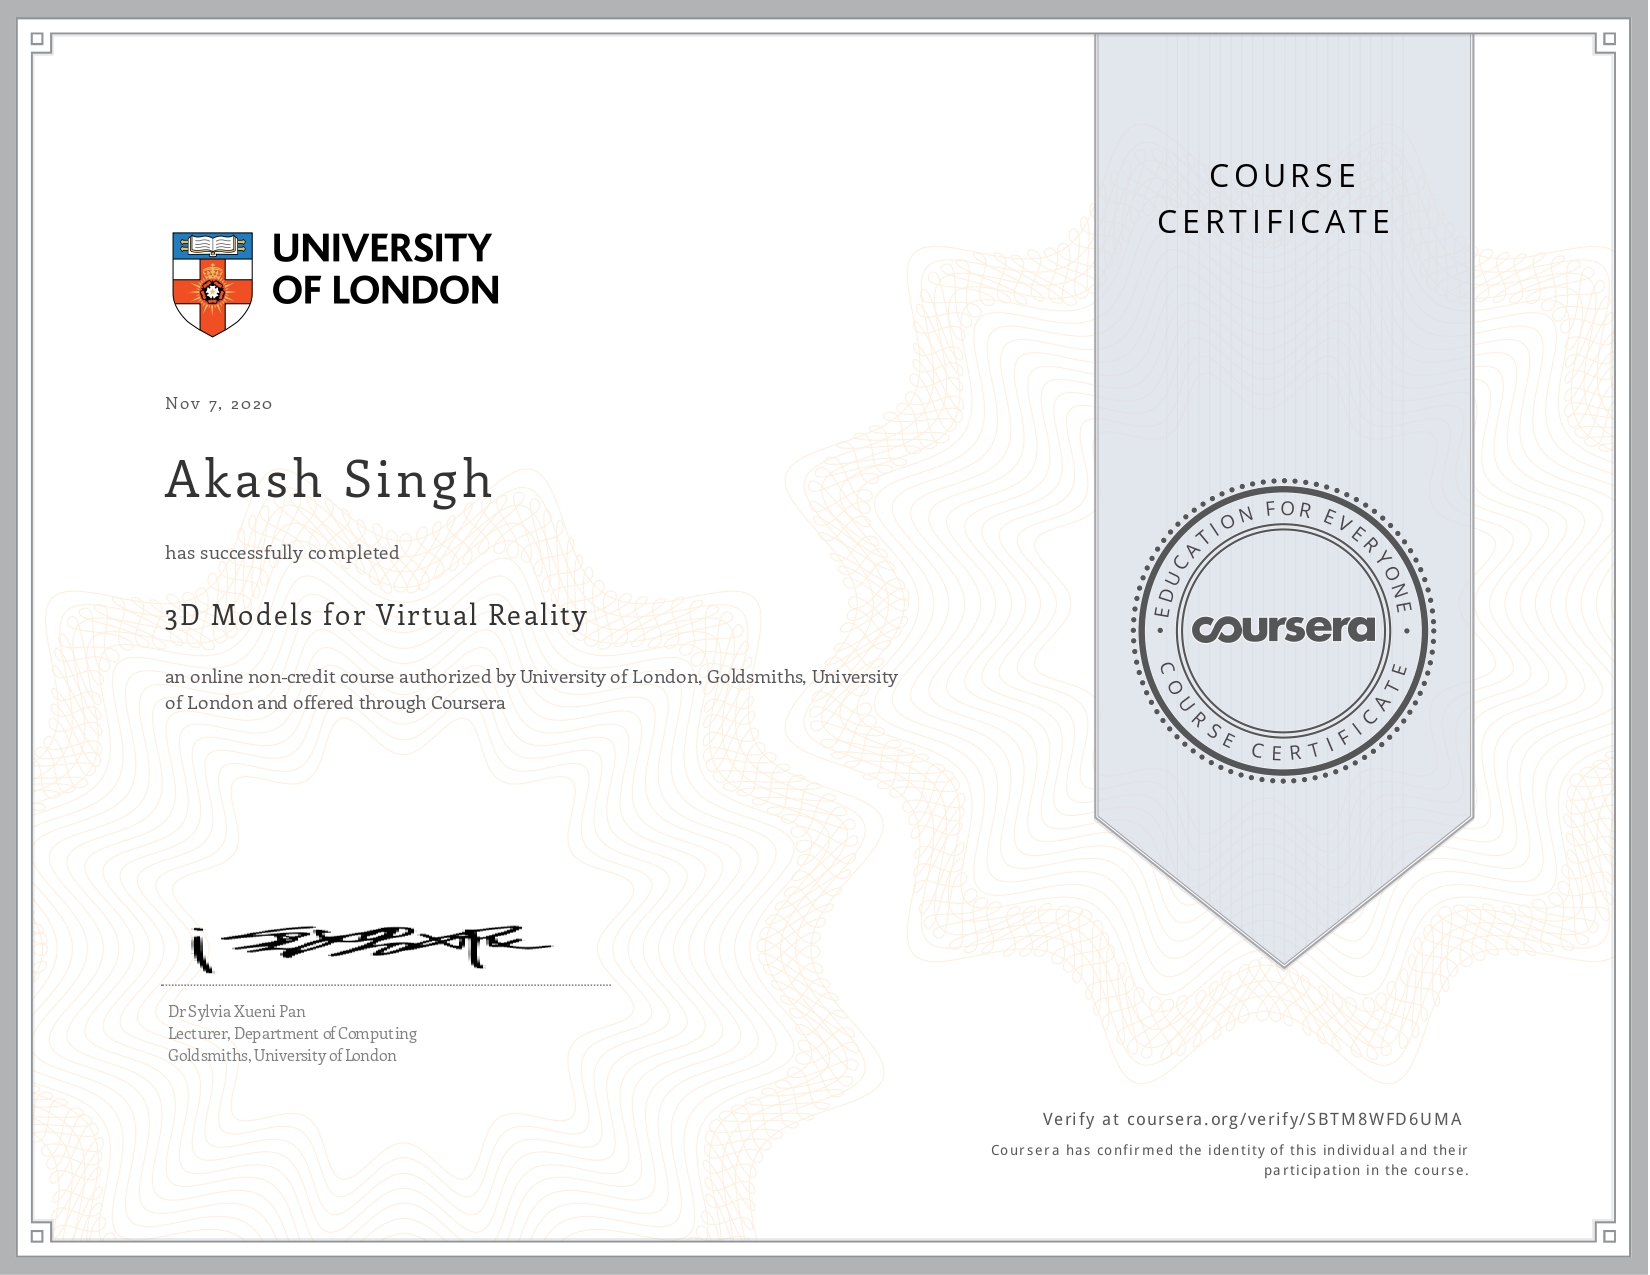 COURSE
CERTIFICATE
UNIVERSITY
OF LONDON
Nov 7, 2020
Akash Singh
has successfully completed
3D Models for Virtual Reality
an online non-credit course authorized by University of London, Goldsmiths, University
of London and offered through Coursera
EDUCATION FOR EVERYONE
coursera
COURSE CERTIFICATE
Dr Sylvia Xueni Pan
Lecturer, Department of Computing
Goldsmiths, University of London
Verify at coursera.org/verify/SBTM8WFD6UMA
Coursera has confirmed the identity of this individual and their
participation in the course.